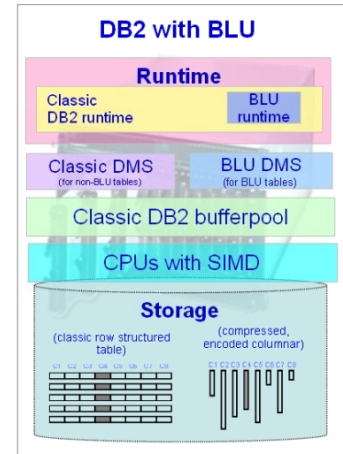 DB2 with BLU
Runtime
Classic
DB2 runtime
BLU
runtime
Classic DMS
(for non-BLU tables)
BLU DMS
(for BLU tables)
Classic DB2 bufferpool
CPUs with SIMD
Storage
(classic row structured
table)
(compressed,
encoded columnar)
C1 C2 C3 C4 C5 C6 C7 C8
C1 C2 C3 C4 C5 C6 C7 C8